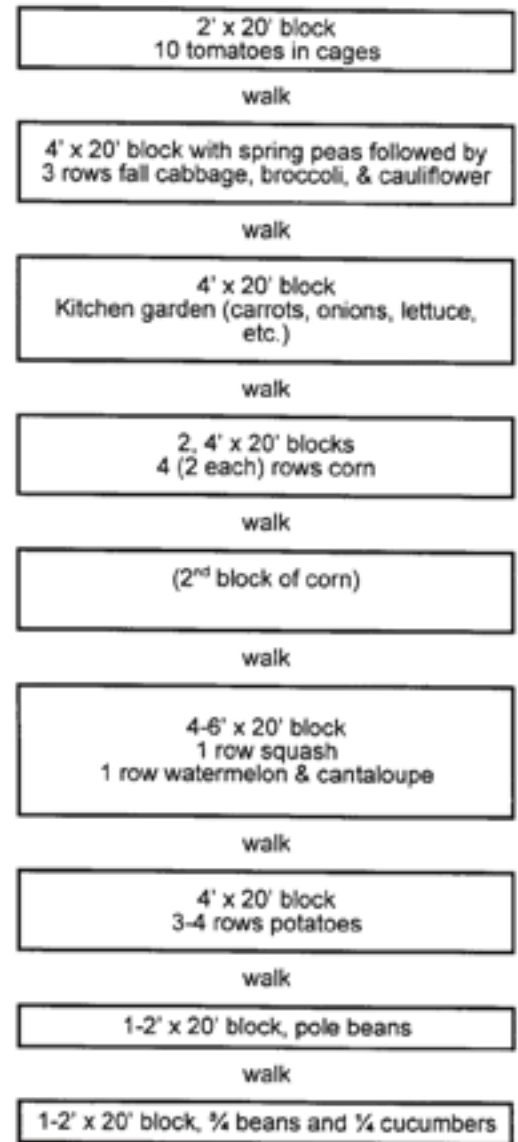 2' x 20' block
10 tomatoes in cages
walk
4' x 20' block with spring peas followed by
3 rows fall cabbage, broccoli, & cauliflower
walk
4' x 20' block
Kitchen garden (carrots, onions, lettuce,
etc.)
walk
2, 4' x 20' blocks
4 (2 each) rows corn
walk
(2nd block of corn)
walk
4-6' x 20' block
1 row squash
1 row watermelon & cantaloupe
walk
4' x 20' block
3-4 rows potatoes
walk
1-2' x 20' block, pole beans
walk
1-2' x 20' block, ¾ beans and ¼ cucumbers